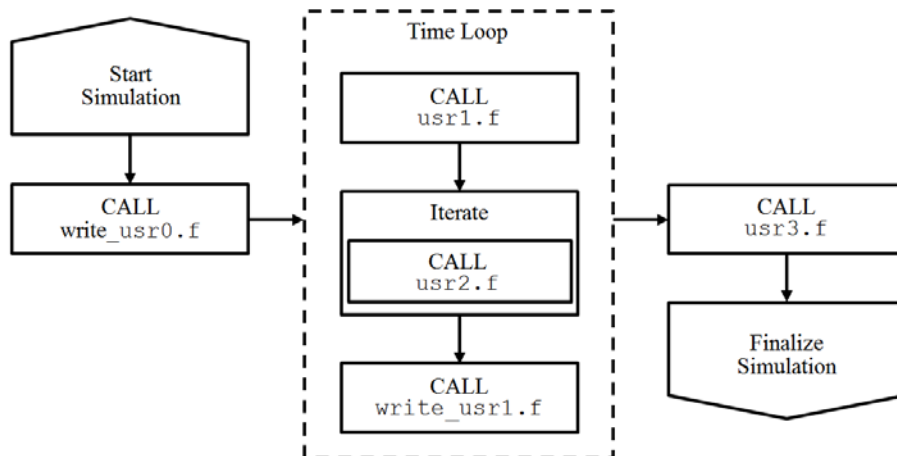 Start
Simulation
CALL
write_usr0.f
Time Loop
CALL
usr1.f
Iterate
CALL
usr2.f
CALL
write_usr1.f
CALL
usr3.f
Finalize
Simulation